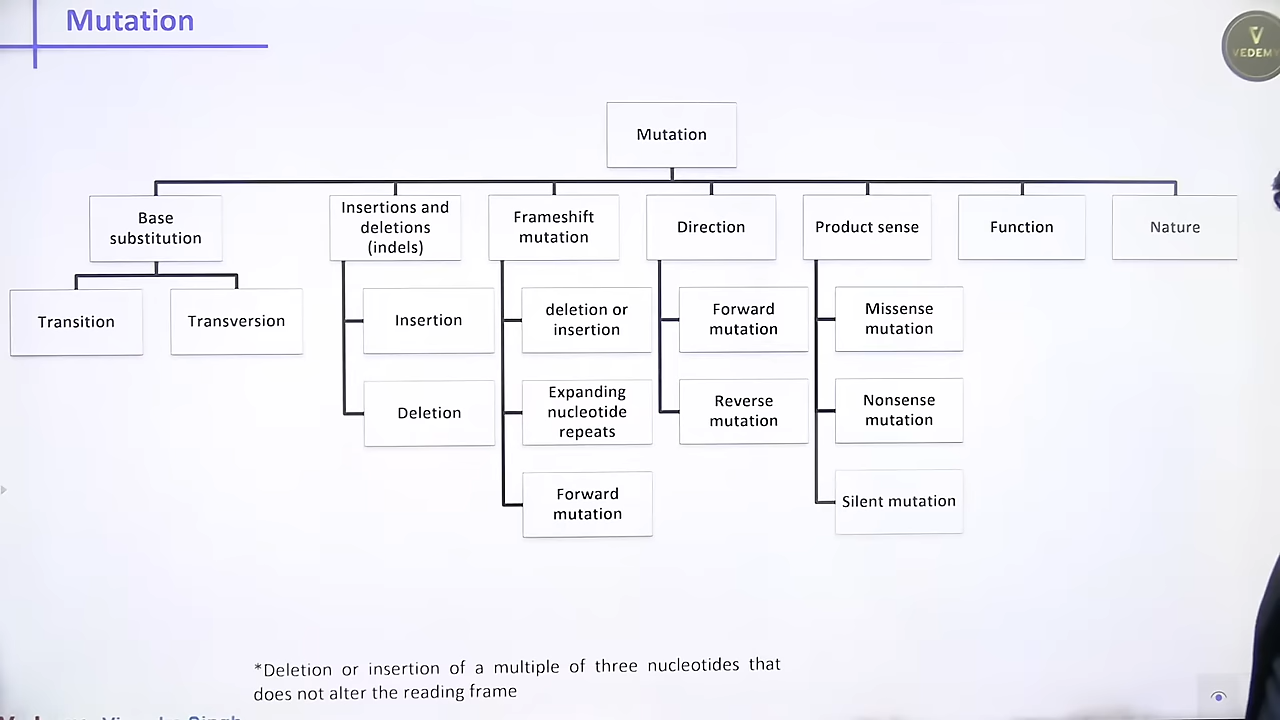 Mutation
V
VEDEMY
Mutation
Base
substitution
Insertions and
deletions
(indels)
Frameshift
mutation
Direction
Product sense
Function
Nature
Transition
Transversion
Insertion
Deletion
deletion or
insertion
Expanding
nucleotide
repeats
Forward
mutation
Forward
mutation
Reverse
mutation
Missense
mutation
Nonsense
mutation
Silent mutation
*Deletion or insertion of a multiple of three nucleotides that
does not alter the reading frame
Singh